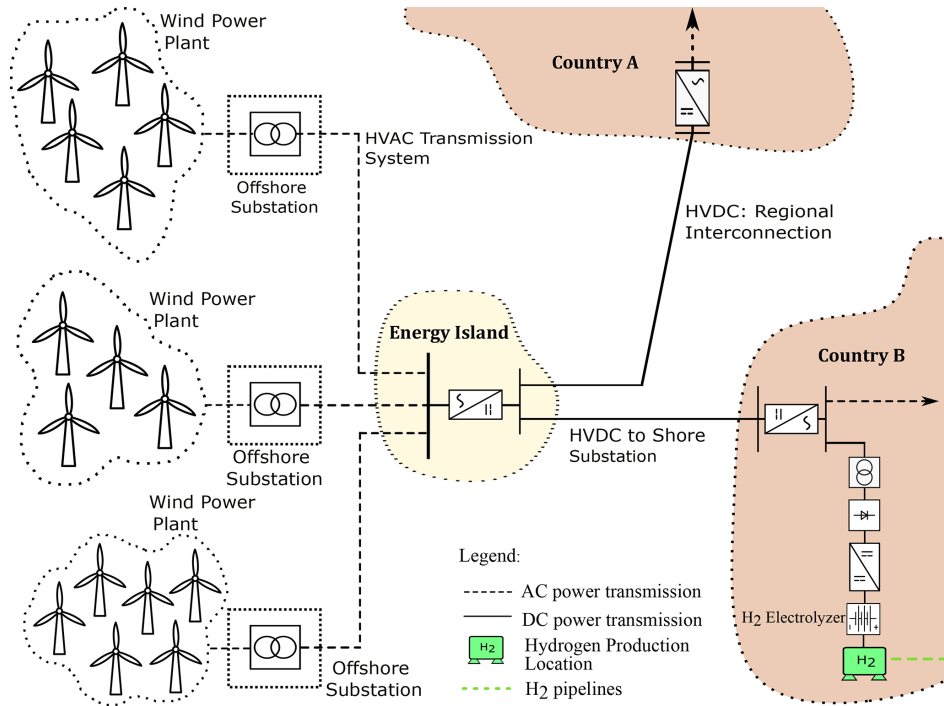 Wind Power
Plant
Country A
HVAC Transmission
System
Offshore
Substation
HVDC: Regional
Interconnection
Wind Power
Plant
Energy Island
Country B
Offshore
Substation
HVDC to Shore
Substation
Wind Power
Plant
Offshore
Substation
Legend:
AC power transmission
DC power transmission
H2
Hydrogen Production
Location
H2 pipelines
H2 Electrolyzer
H2